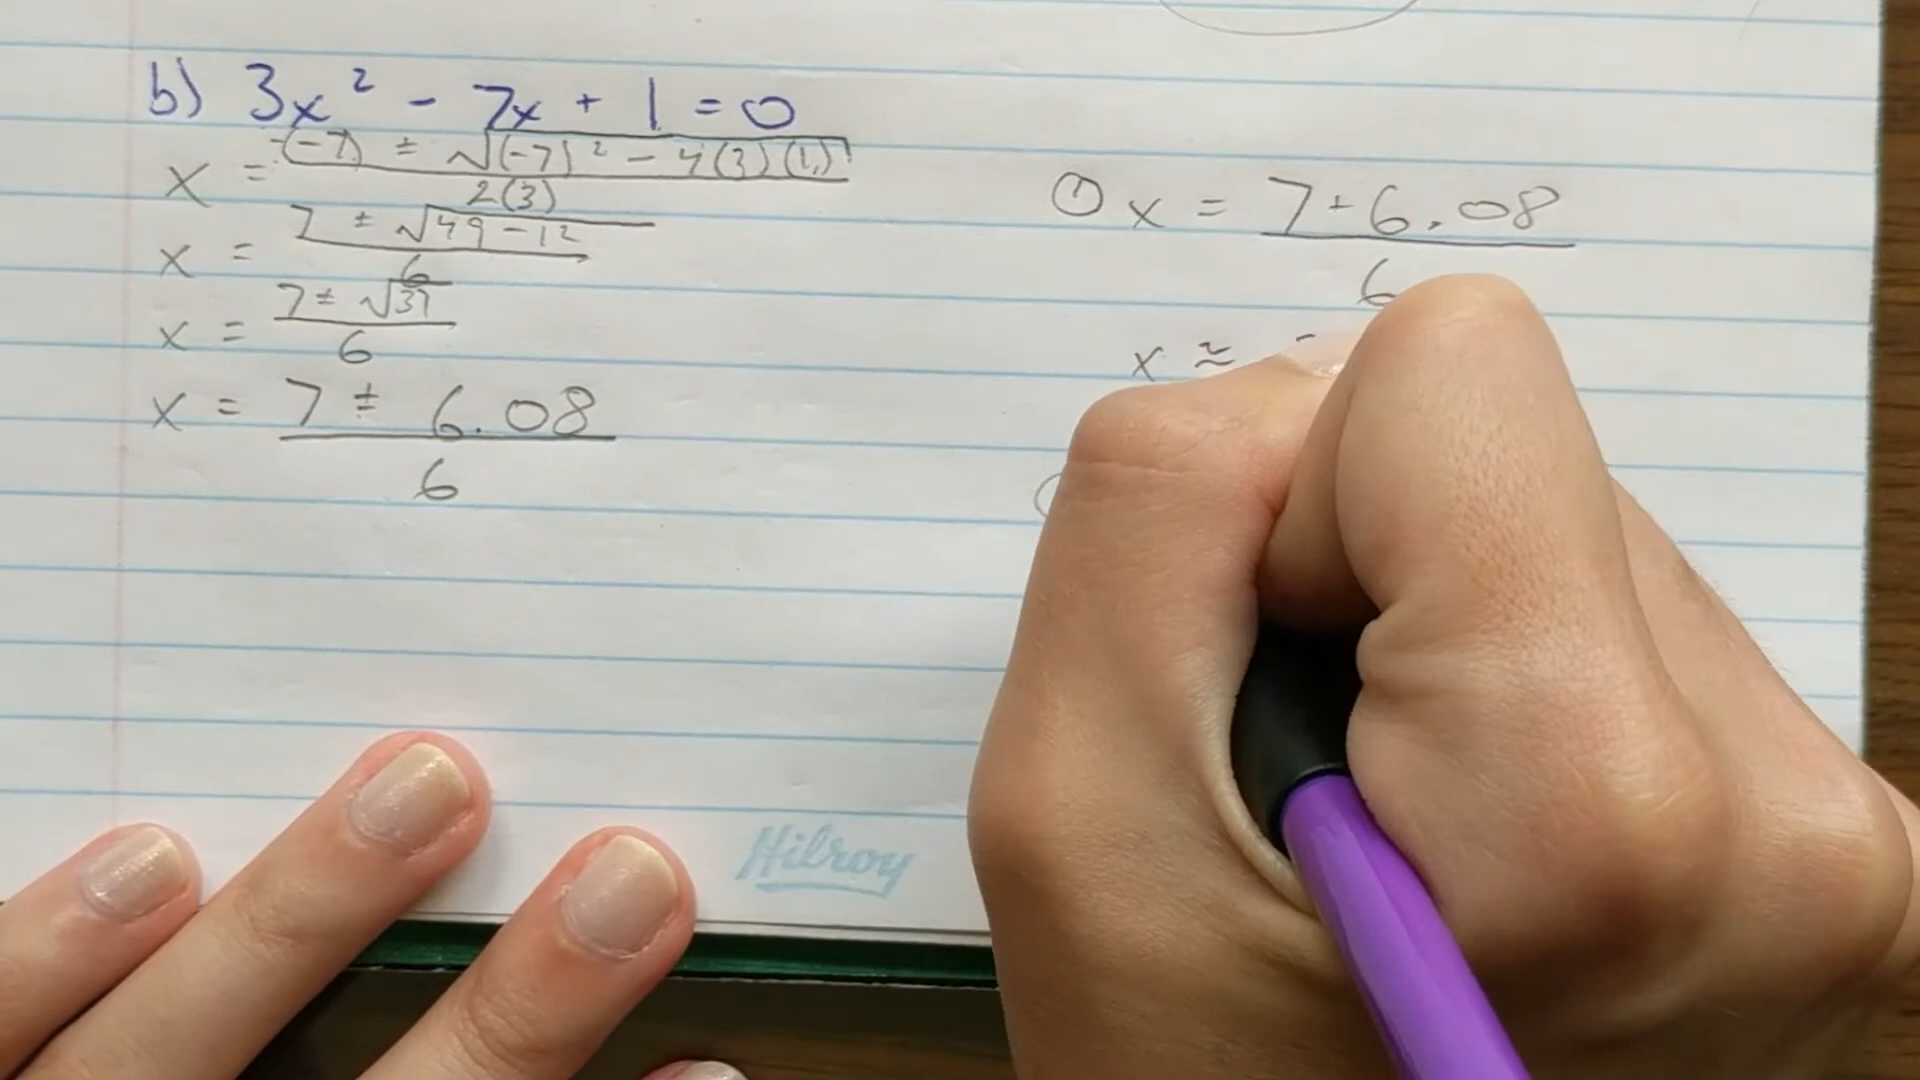 b) 3x² - 7x + 1 = 0
x = -(-7) ± √(-7)² - 4(3)(1)
2(3)
x = 7 ± √49 - 12
6
x = 7 ± √37
6
x = 7 ± 6.08
6
① x = 7 + 6.08
6
x ≈
Hilroy